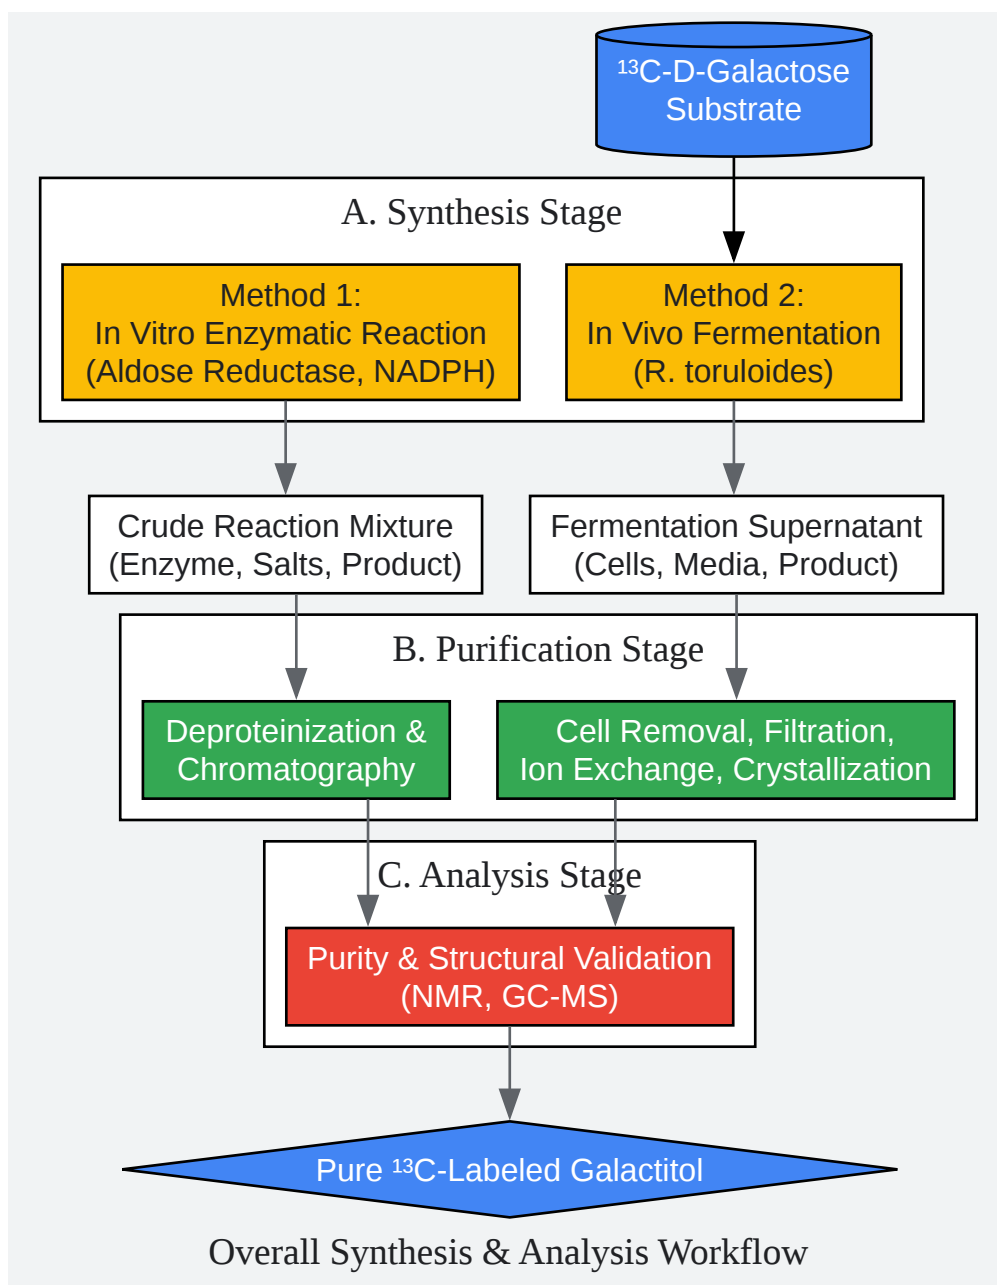 ¹³C-D-Galactose
Substrate
A. Synthesis Stage
Method 1:
In Vitro Enzymatic Reaction
(Aldose Reductase, NADPH)
Method 2:
In Vivo Fermentation
(R. toruloides)
Crude Reaction Mixture
(Enzyme, Salts, Product)
Fermentation Supernatant
(Cells, Media, Product)
B. Purification Stage
Deproteinization &
Chromatography
Cell Removal, Filtration,
Ion Exchange, Crystallization
C. Analysis Stage
Purity & Structural Validation
(NMR, GC-MS)
Pure ¹³C-Labeled Galactitol
Overall Synthesis & Analysis Workflow